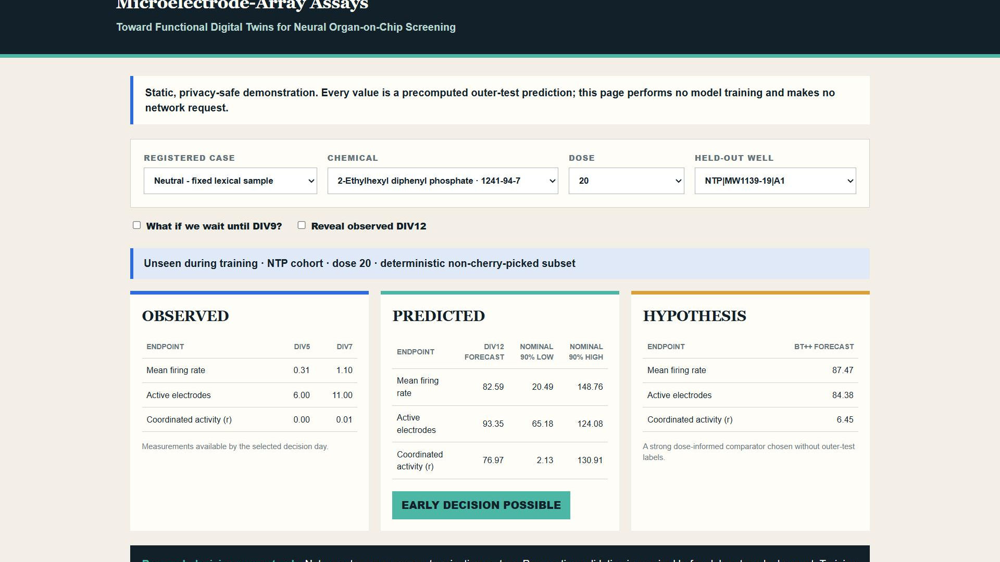 Microelectrode-Array Assays
Toward Functional Digital Twins for Neural Organ-on-Chip Screening
Static, privacy-safe demonstration. Every value is a precomputed outer-test prediction; this page performs no model training and makes no
network request.
REGISTERED CASE
Neutral - fixed lexical sample
CHEMICAL
2-Ethylhexyl diphenyl phosphate · 1241-94-7
DOSE
20
HELD-OUT WELL
NTP|MW1139-19|A1
What if we wait until DIV9?
Reveal observed DIV12
Unseen during training · NTP cohort · dose 20 · deterministic non-cherry-picked subset
OBSERVED
ENDPOINT DIV5 DIV7
Mean firing rate 0.31 1.10
Active electrodes 6.00 11.00
Coordinated activity (r) 0.00 0.01
Measurements available by the selected decision day.
PREDICTED
ENDPOINT
DIV12
FORECAST
NOMINAL
90% LOW
NOMINAL
90% HIGH
Mean firing
rate
82.59 20.49 148.76
Active
electrodes
93.35 65.18 124.08
Coordinated
activity (r)
76.97 2.13 130.91
EARLY DECISION POSSIBLE
HYPOTHESIS
ENDPOINT BT++ FORECAST
Mean firing rate 87.47
Active electrodes 84.38
Coordinated activity (r) 6.45
A strong dose-informed comparator chosen without outer-test
labels.